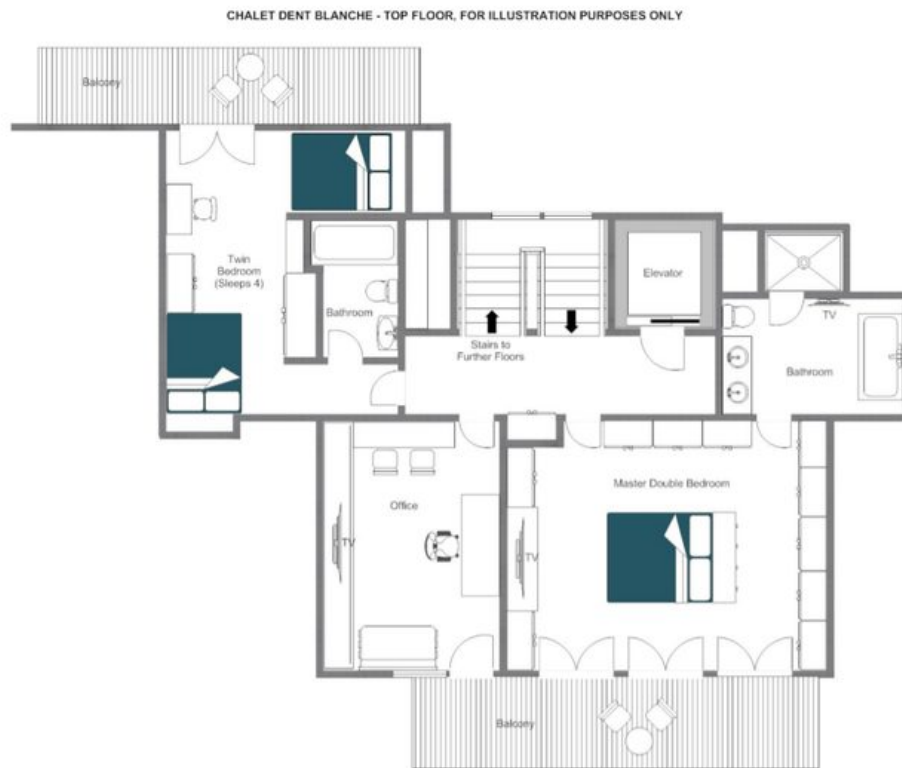 CHALET DENT BLANCHE - TOP FLOOR, FOR ILLUSTRATION PURPOSES ONLY
Balcony
Twin
Bedroom
(Sleeps 4)
Bathroom
Elevator
TV
Stairs to
Further Floors
Bathroom
Office
Master Double Bedroom
TV
TV
Balcony